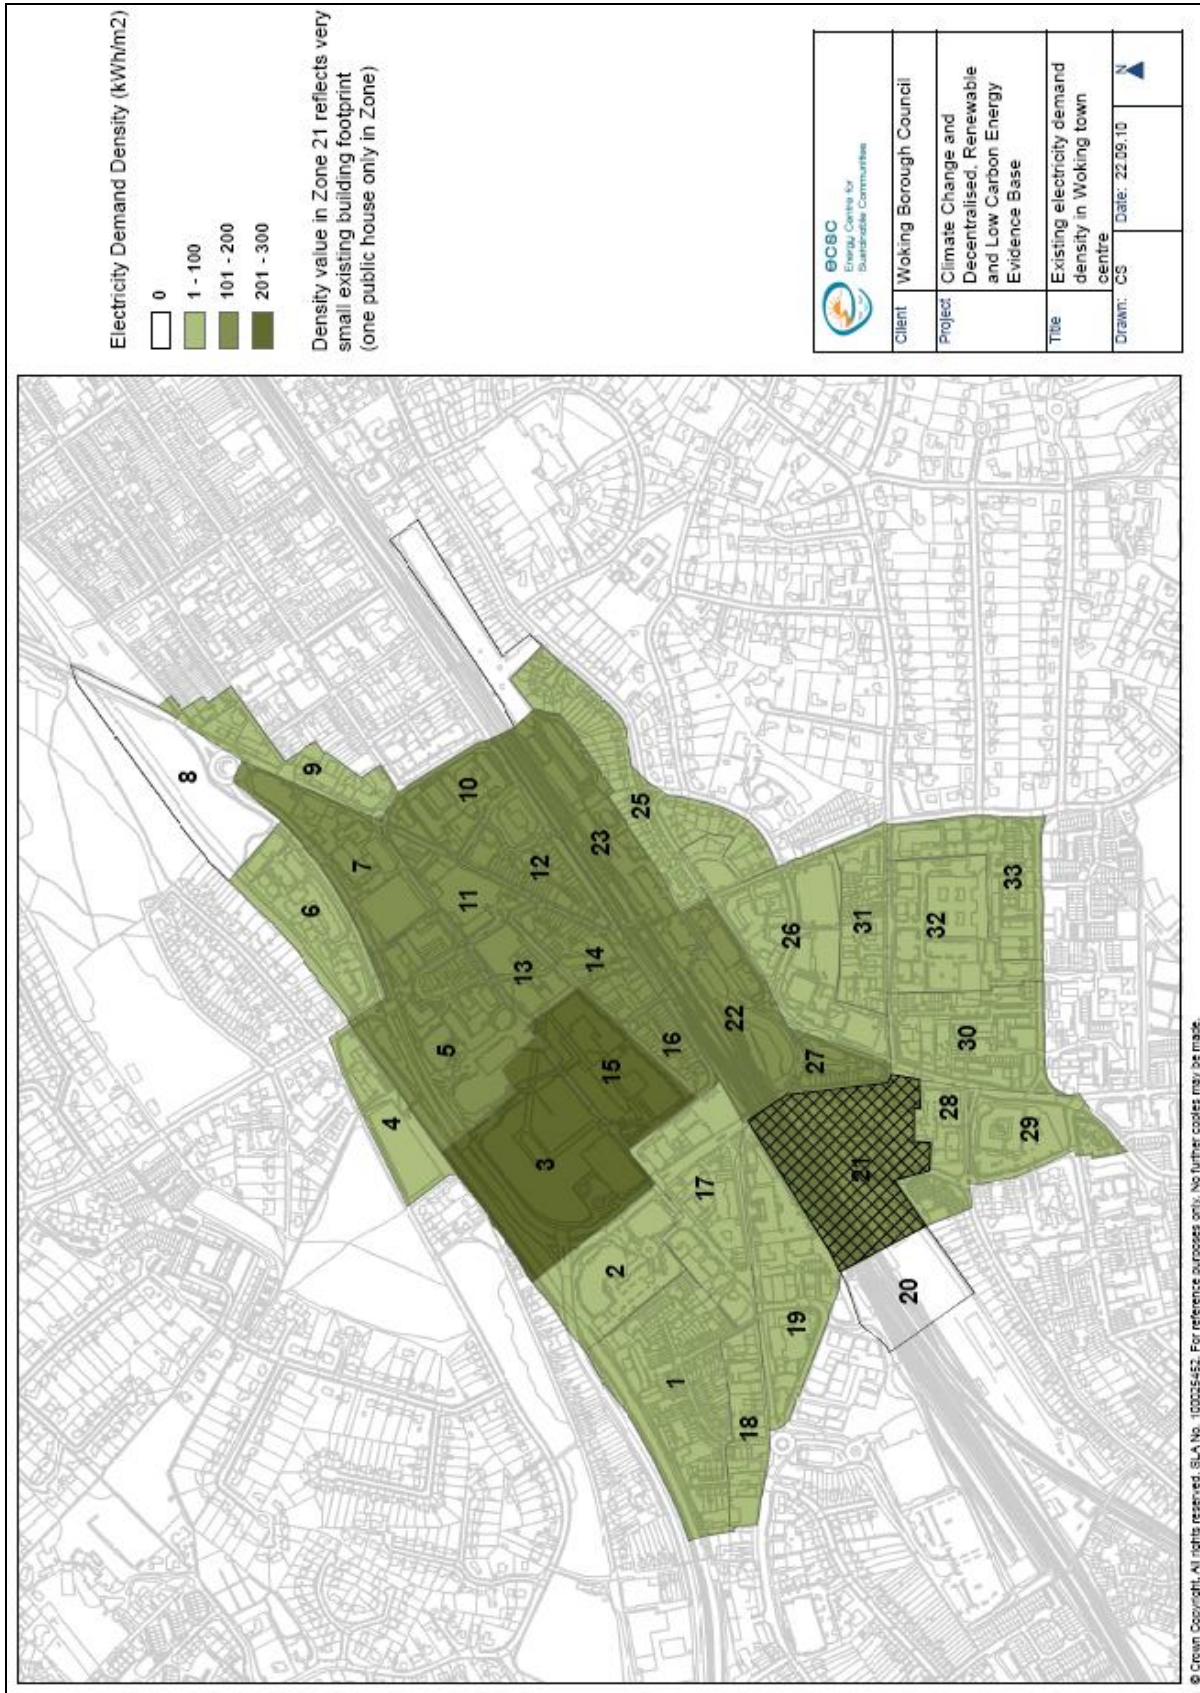 Electricity Demand Density (kWh/m2)
0
1 - 100
101 - 200
201 - 300
Density value in Zone 21 reflects very
small existing building footprint
(one public house only in Zone)
ecsc
Energy Centre for
Sustainable Communities
Client
Woking Borough Council
Project
Climate Change and
Decentralised, Renewable
and Low Carbon Energy
Evidence Base
Title
Existing electricity demand
density in Woking town
centre
Drawn: CS
Date: 22.09.10
N
1
2
3
4
5
6
7
8
9
10
11
12
13
14
15
16
17
18
19
20
21
22
23
25
26
27
28
29
30
31
32
33
© Crown Copyright. All rights reserved. SLA No. 100025452. For reference purposes only. No further copies may be made.